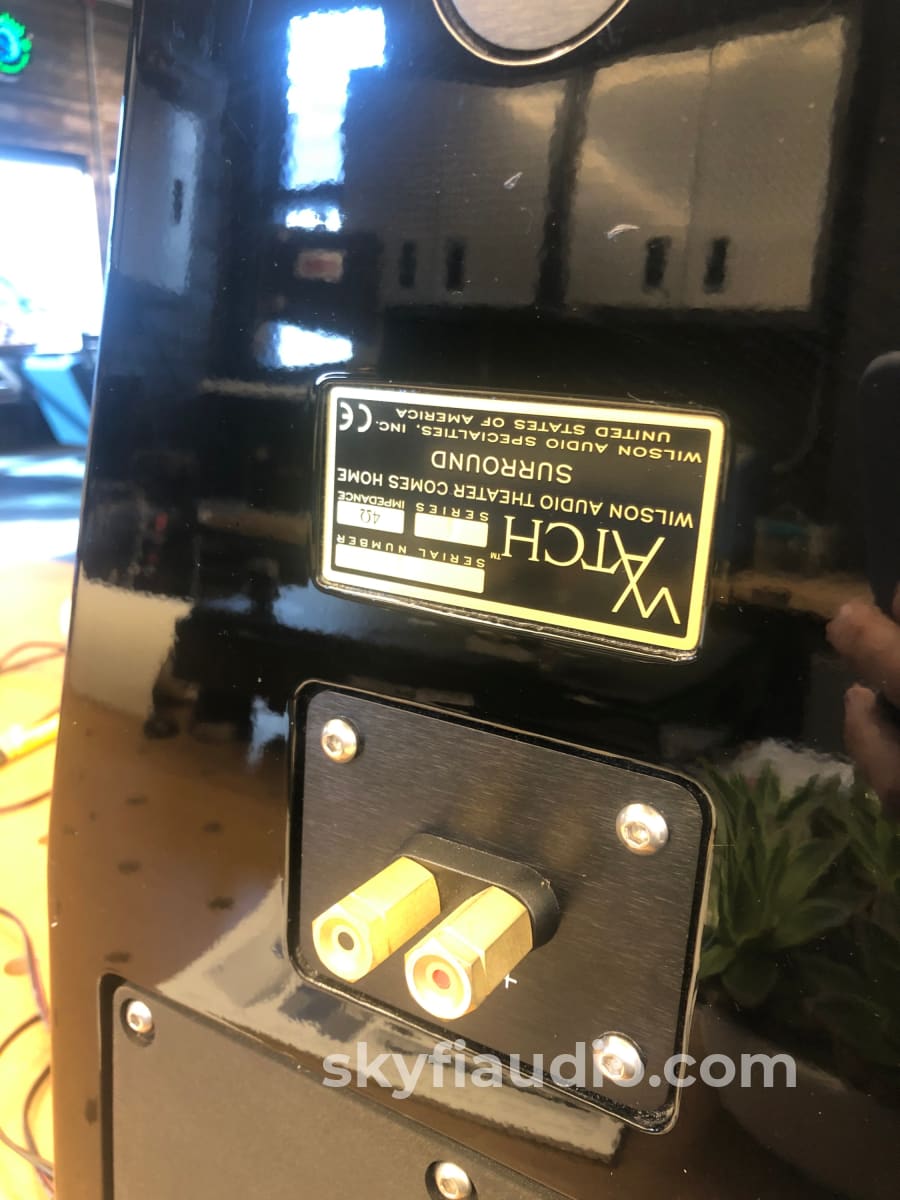 WATCH™
SERIAL NUMBER
SERIES
IMPEDANCE
4Ω
WILSON AUDIO THEATER COMES HOME
SURROUND
WILSON AUDIO SPECIALTIES, INC.
UNITED STATES OF AMERICA
CE
+
skyfiaudio.com